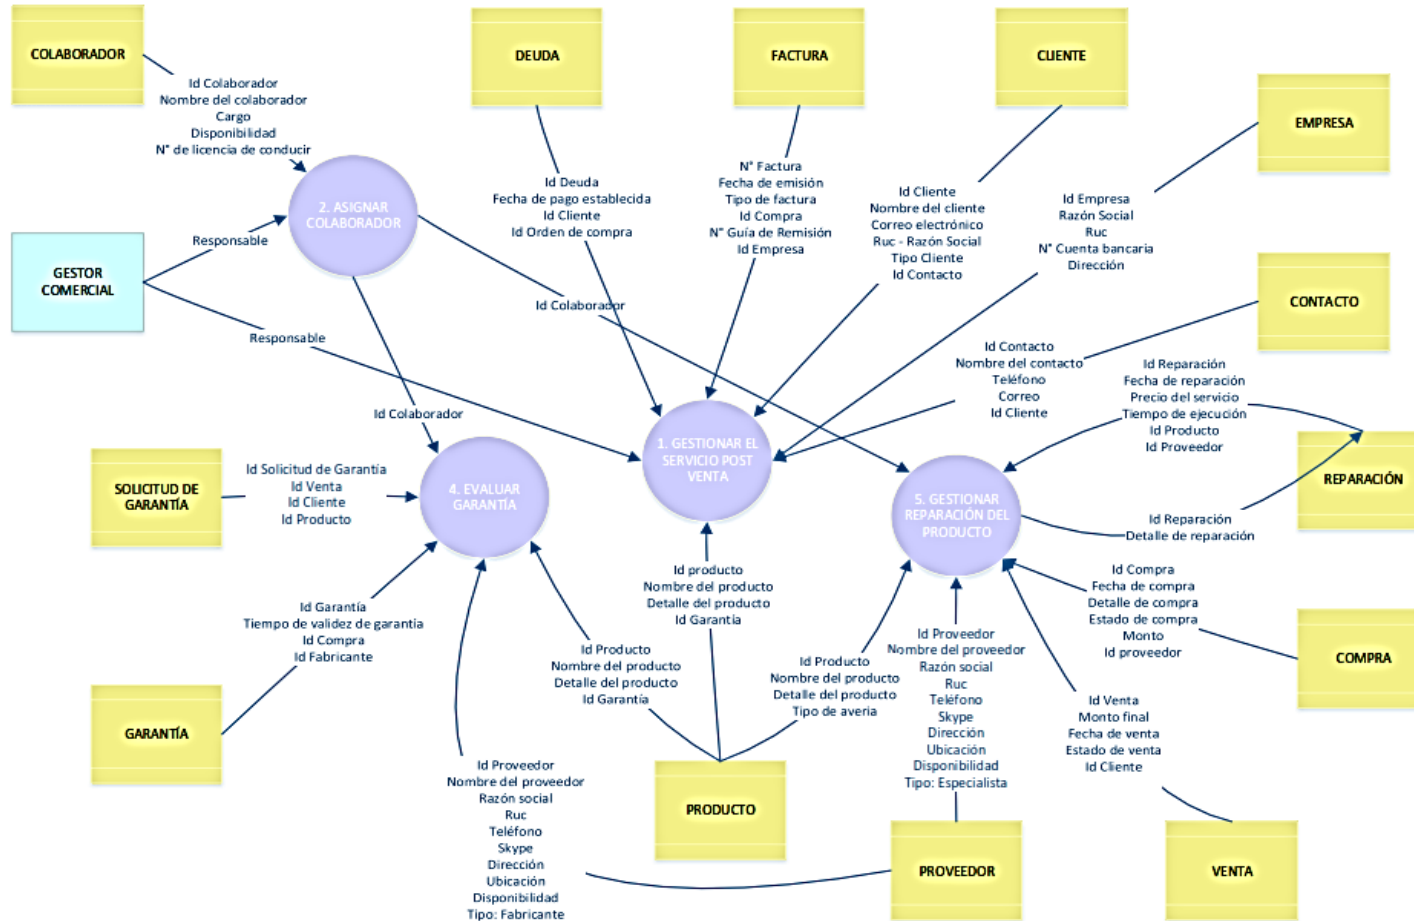 COLABORADOR
Id Colaborador
Nombre del colaborador
Cargo
Disponibilidad
N° de licencia de conducir
DEUDA
FACTURA
CLIENTE
EMPRESA
2. ASIGNAR
COLABORADOR
Responsable
GESTOR
COMERCIAL
Responsable
Id Deuda
Fecha de pago establecida
Id Cliente
Id Orden de compra
N° Factura
Fecha de emisión
Tipo de factura
Id Compra
N° Guía de Remisión
Id Empresa
Id Cliente
Nombre del cliente
Correo electrónico
Ruc - Razón Social
Tipo Cliente
Id Contacto
Id Empresa
Razón Social
Ruc
N° Cuenta bancaria
Dirección
Id Colaborador
CONTACTO
Id Contacto
Nombre del contacto
Teléfono
Correo
Id Cliente
Id Reparación
Fecha de reparación
Precio del servicio
Tiempo de ejecución
Id Producto
Id Proveedor
Id Colaborador
1. GESTIONAR EL
SERVICIO POST
VENTA
SOLICITUD DE
GARANTÍA
Id Solicitud de Garantía
Id Venta
Id Cliente
Id Producto
4. EVALUAR
GARANTÍA
5. GESTIONAR
REPARACIÓN DEL
PRODUCTO
REPARACIÓN
Id Reparación
Detalle de reparación
Id Garantía
Tiempo de validez de garantía
Id Compra
Id Fabricante
Id producto
Nombre del producto
Detalle del producto
Id Garantía
Id Compra
Fecha de compra
Detalle de compra
Estado de compra
Monto
Id proveedor
COMPRA
Id Producto
Nombre del producto
Detalle del producto
Id Garantía
Id Producto
Nombre del producto
Detalle del producto
Tipo de averia
Id Proveedor
Nombre del proveedor
Razón social
Ruc
Teléfono
Skype
Dirección
Ubicación
Disponibilidad
Tipo: Especialista
Id Venta
Monto final
Fecha de venta
Estado de venta
Id Cliente
GARANTÍA
Id Proveedor
Nombre del proveedor
Razón social
Ruc
Teléfono
Skype
Dirección
Ubicación
Disponibilidad
Tipo: Fabricante
PRODUCTO
PROVEEDOR
VENTA